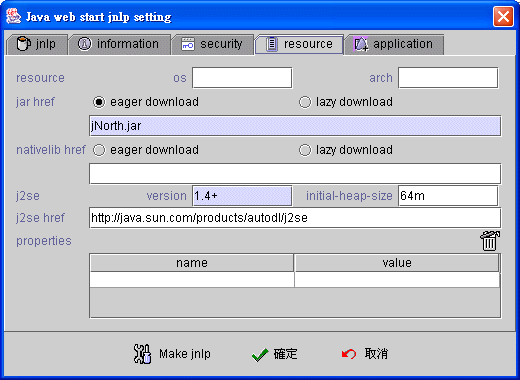 Java web start jnlp setting
jnlp information security resource application
resource os arch
jar href eager download lazy download
jNorth.jar
nativelib href eager download lazy download
j2se version 1.4+ initial-heap-size 64m
j2se href http://java.sun.com/products/autodl/j2se
properties
name value
Make jnlp 確定 取消